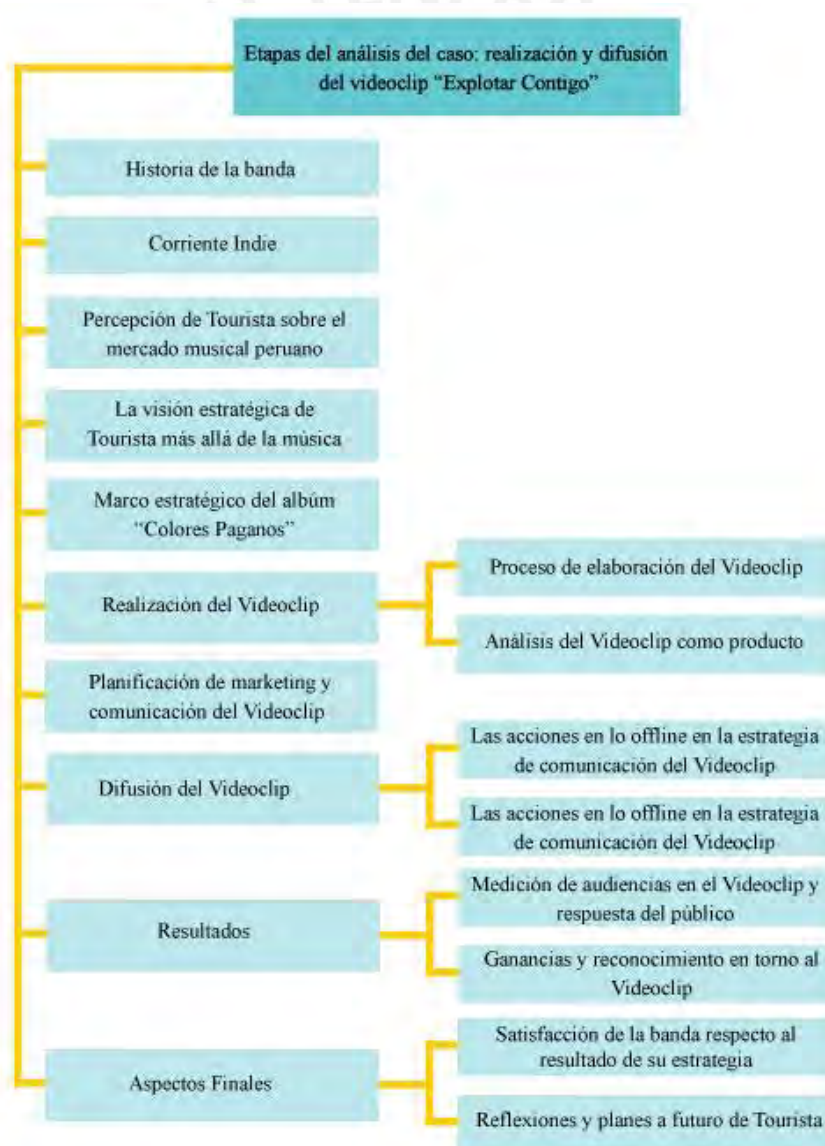 Etapas del análisis del caso: realización y difusión
del videoclip “Explotar Contigo”
Historia de la banda
Corriente Indie
Percepción de Tourista sobre el
mercado musical peruano
La visión estratégica de
Tourista más allá de la música
Marco estratégico del albúm
“Colores Paganos”
Realización del Videoclip
Proceso de elaboración del Videoclip
Análisis del Videoclip como producto
Planificación de marketing y
comunicación del Videoclip
Difusión del Videoclip
Las acciones en lo offline en la estrategia
de comunicación del Videoclip
Las acciones en lo offline en la estrategia
de comunicación del Videoclip
Resultados
Medición de audiencias en el Videoclip y
respuesta del público
Ganancias y reconocimiento en torno al
Videoclip
Aspectos Finales
Satisfacción de la banda respecto al
resultado de su estrategia
Reflexiones y planes a futuro de Tourista